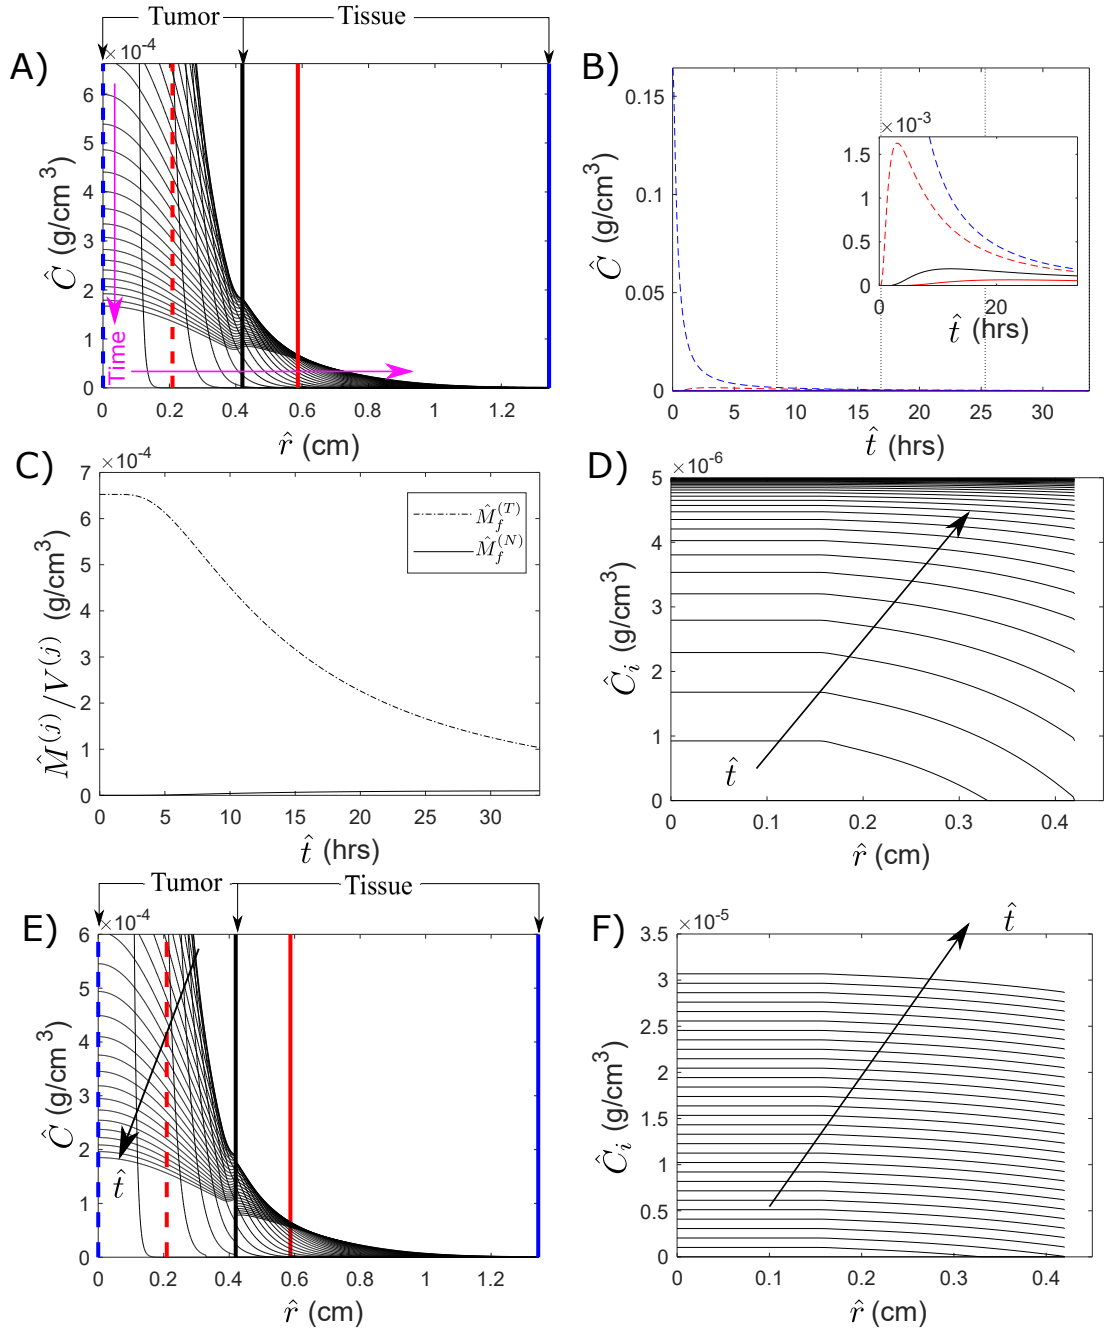 Tumor Tissue
A)
×10⁻⁴
6
5
4
3
2
1
0
Ĉ (g/cm³)
Time
0 0.2 0.4 0.6 0.8 1 1.2
r̂ (cm)
B)
0.15
0.1
0.05
0
Ĉ (g/cm³)
×10⁻³
1.5
1
0.5
0
0 20
t̂ (hrs)
0 5 10 15 20 25 30
t̂ (hrs)
C)
×10⁻⁴
7
6
5
4
3
2
1
0
M̂⁽ʲ⁾/V⁽ʲ⁾ (g/cm³)
M̂_f^(T)
M̂_f^(N)
0 5 10 15 20 25 30
t̂ (hrs)
D)
×10⁻⁶
5
4
3
2
1
0
Ĉᵢ (g/cm³)
t̂
0 0.1 0.2 0.3 0.4
r̂ (cm)
Tumor Tissue
E)
×10⁻⁴
6
5
4
3
2
1
0
Ĉ (g/cm³)
t̂
0 0.2 0.4 0.6 0.8 1 1.2
r̂ (cm)
F)
×10⁻⁵
t̂
3.5
3
2.5
2
1.5
1
0.5
0
Ĉᵢ (g/cm³)
0 0.1 0.2 0.3 0.4
r̂ (cm)